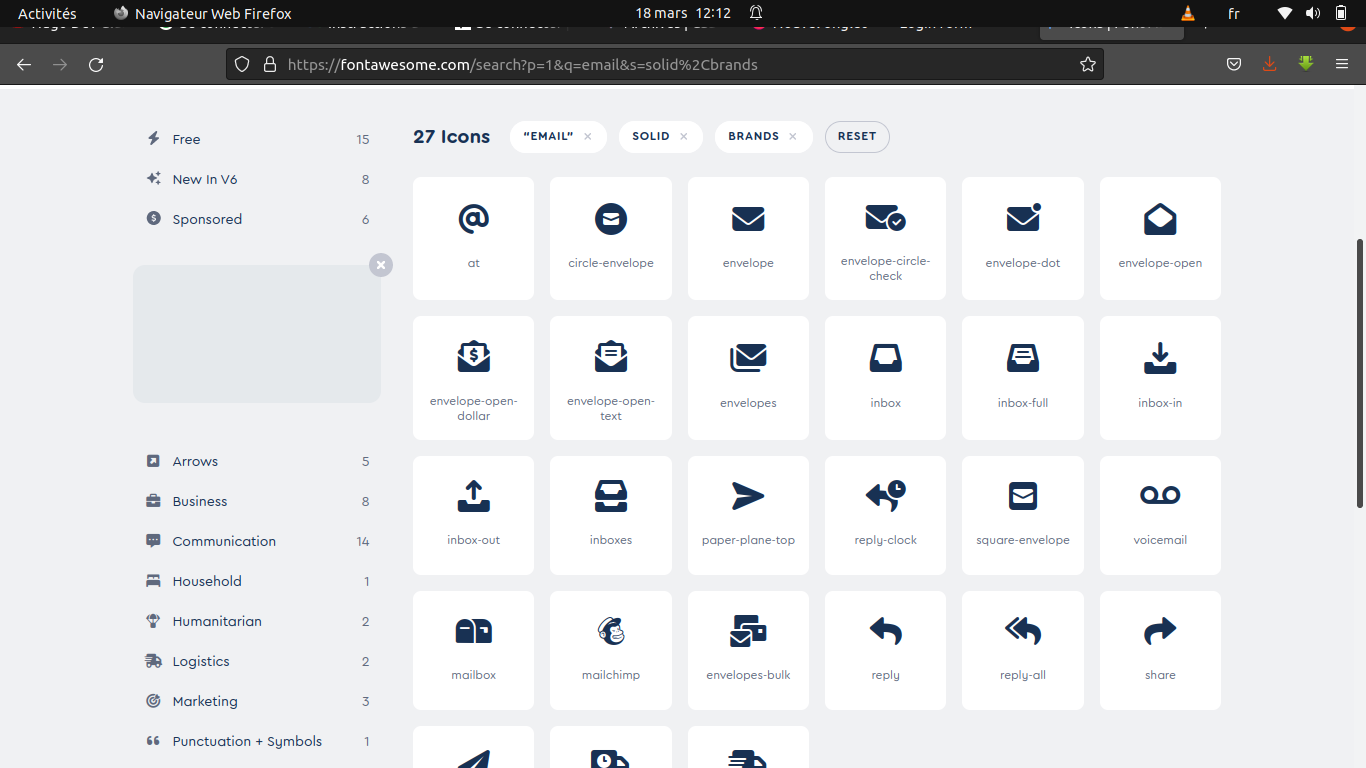 Activités
Navigateur Web Firefox
18 mars 12:12
fr
https://fontawesome.com/search?p=1&q=email&s=solid%2Cbrands
Free 15
New In V6 8
Sponsored 6
Arrows 5
Business 8
Communication 14
Household 1
Humanitarian 2
Logistics 2
Marketing 3
Punctuation + Symbols 1
27 Icons
“EMAIL” ×
SOLID ×
BRANDS ×
RESET
at
circle-envelope
envelope
envelope-circle-
check
envelope-dot
envelope-open
envelope-open-
dollar
envelope-open-
text
envelopes
inbox
inbox-full
inbox-in
inbox-out
inboxes
paper-plane-top
reply-clock
square-envelope
voicemail
mailbox
mailchimp
envelopes-bulk
reply
reply-all
share